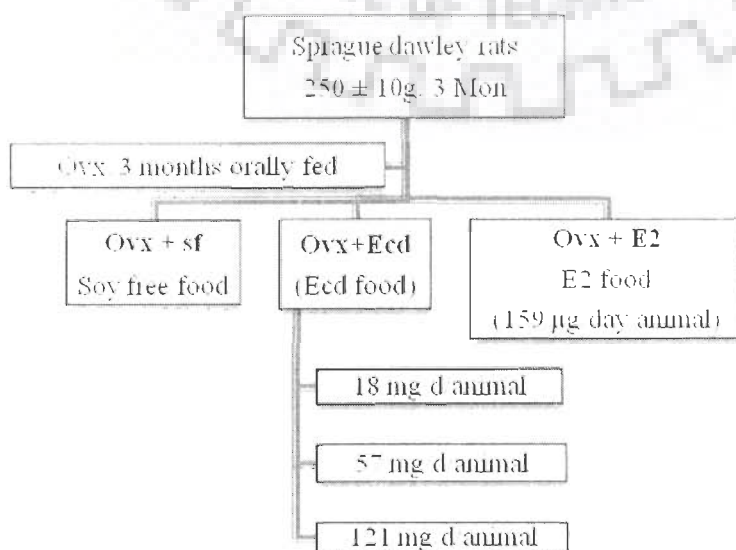 OF TECHN
Sprague dawley rats
250 ± 10g. 3 Mon
Ovx 3 months orally fed
Ovx + sf
Soy free food
Ovx+Ecd
(Ecd food)
Ovx + E2
E2 food
(159 µg day animal)
18 mg d animal
57 mg d animal
121 mg d animal